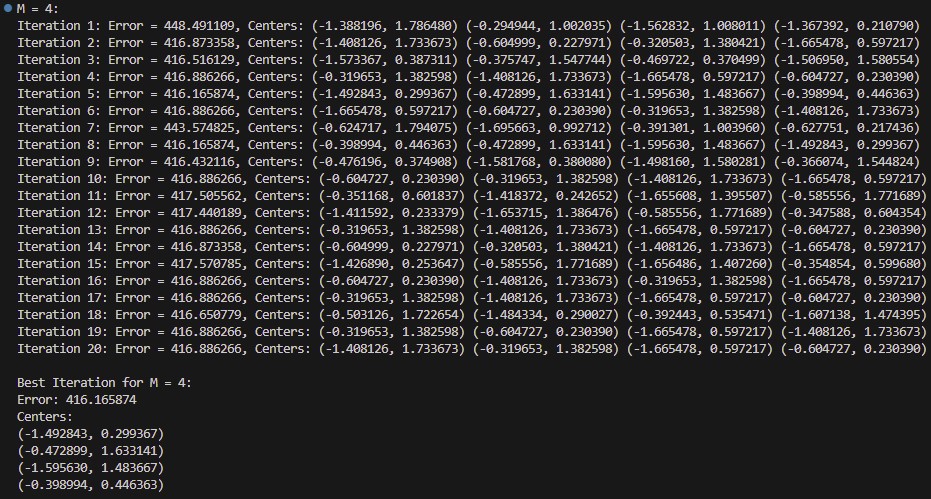 M = 4:
Iteration 1: Error = 448.491109, Centers: (-1.388196, 1.786480) (-0.294944, 1.002035) (-1.562832, 1.008011) (-1.367392, 0.210790)
Iteration 2: Error = 416.873358, Centers: (-1.408126, 1.733673) (-0.604999, 0.227971) (-0.320503, 1.380421) (-1.665478, 0.597217)
Iteration 3: Error = 416.516129, Centers: (-1.573367, 0.387311) (-0.375747, 1.547744) (-0.469722, 0.370499) (-1.506950, 1.580554)
Iteration 4: Error = 416.886266, Centers: (-0.319653, 1.382598) (-1.408126, 1.733673) (-1.665478, 0.597217) (-0.604727, 0.230390)
Iteration 5: Error = 416.165874, Centers: (-1.492843, 0.299367) (-0.472899, 1.633141) (-1.595630, 1.483667) (-0.398994, 0.446363)
Iteration 6: Error = 416.886266, Centers: (-1.665478, 0.597217) (-0.604727, 0.230390) (-0.319653, 1.382598) (-1.408126, 1.733673)
Iteration 7: Error = 443.574825, Centers: (-0.624717, 1.794075) (-1.695663, 0.992712) (-0.391301, 1.003960) (-0.627751, 0.217436)
Iteration 8: Error = 416.165874, Centers: (-0.398994, 0.446363) (-0.472899, 1.633141) (-1.595630, 1.483667) (-1.492843, 0.299367)
Iteration 9: Error = 416.432116, Centers: (-0.476196, 0.374908) (-1.581768, 0.380080) (-1.498160, 1.580281) (-0.366074, 1.544824)
Iteration 10: Error = 416.886266, Centers: (-0.604727, 0.230390) (-0.319653, 1.382598) (-1.408126, 1.733673) (-1.665478, 0.597217)
Iteration 11: Error = 417.505562, Centers: (-0.351168, 0.601837) (-1.418372, 0.242652) (-1.655608, 1.395507) (-0.585556, 1.771689)
Iteration 12: Error = 417.440189, Centers: (-1.411592, 0.233379) (-1.653715, 1.386476) (-0.585556, 1.771689) (-0.347588, 0.604354)
Iteration 13: Error = 416.886266, Centers: (-0.319653, 1.382598) (-1.408126, 1.733673) (-1.665478, 0.597217) (-0.604727, 0.230390)
Iteration 14: Error = 416.873358, Centers: (-0.604999, 0.227971) (-0.320503, 1.380421) (-1.408126, 1.733673) (-1.665478, 0.597217)
Iteration 15: Error = 417.570785, Centers: (-1.426890, 0.253647) (-0.585556, 1.771689) (-1.656486, 1.407260) (-0.354854, 0.599680)
Iteration 16: Error = 416.886266, Centers: (-0.604727, 0.230390) (-1.408126, 1.733673) (-0.319653, 1.382598) (-1.665478, 0.597217)
Iteration 17: Error = 416.886266, Centers: (-0.319653, 1.382598) (-1.408126, 1.733673) (-1.665478, 0.597217) (-0.604727, 0.230390)
Iteration 18: Error = 416.650779, Centers: (-0.503126, 1.722654) (-1.484334, 0.290027) (-0.392443, 0.535471) (-1.607138, 1.474395)
Iteration 19: Error = 416.886266, Centers: (-0.319653, 1.382598) (-0.604727, 0.230390) (-1.665478, 0.597217) (-1.408126, 1.733673)
Iteration 20: Error = 416.886266, Centers: (-1.408126, 1.733673) (-0.319653, 1.382598) (-1.665478, 0.597217) (-0.604727, 0.230390)
Best Iteration for M = 4:
Error: 416.165874
Centers:
(-1.492843, 0.299367)
(-0.472899, 1.633141)
(-1.595630, 1.483667)
(-0.398994, 0.446363)